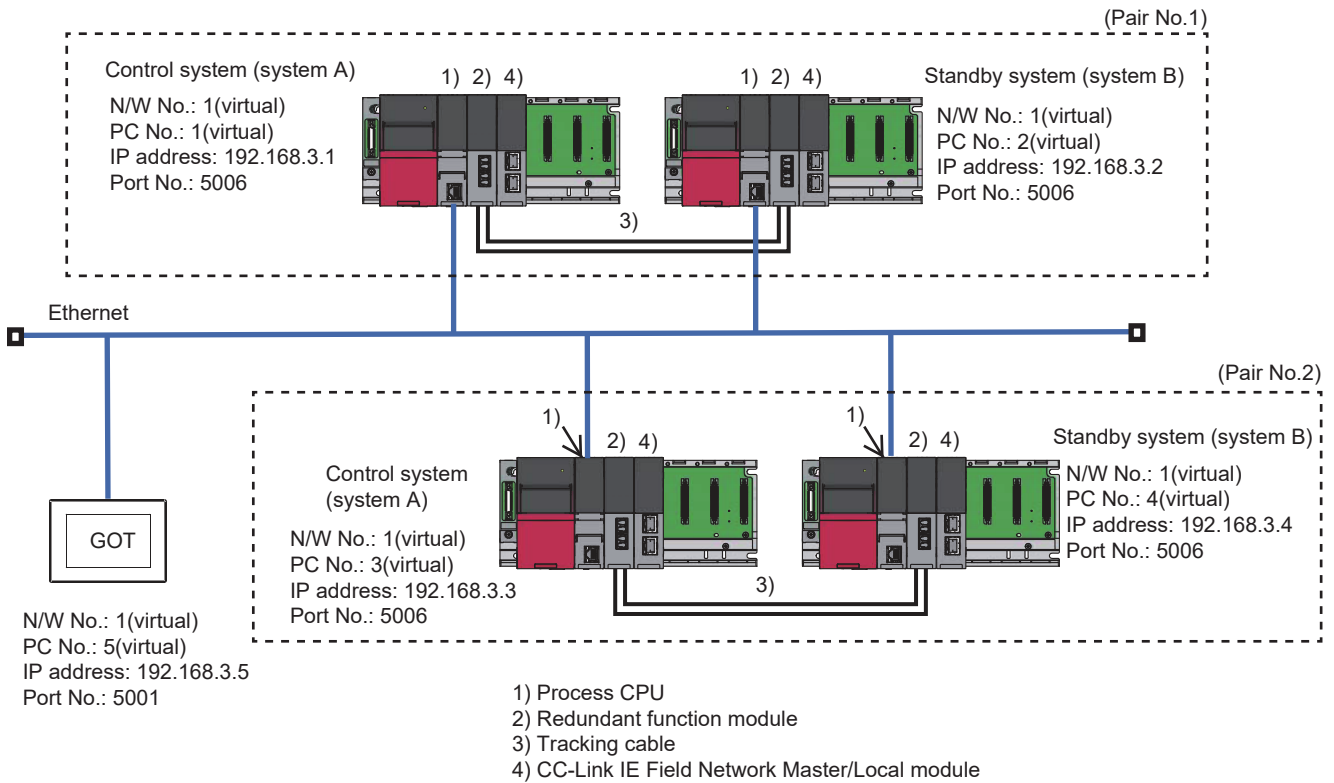 (Pair No.1)
Control system (system A)
N/W No.: 1(virtual)
PC No.: 1(virtual)
IP address: 192.168.3.1
Port No.: 5006
1) 2) 4)
1) 2) 4)
Standby system (system B)
N/W No.: 1(virtual)
PC No.: 2(virtual)
IP address: 192.168.3.2
Port No.: 5006
3)
Ethernet
(Pair No.2)
1)
2) 4)
1)
2) 4)
Control system
(system A)
N/W No.: 1(virtual)
PC No.: 3(virtual)
IP address: 192.168.3.3
Port No.: 5006
Standby system (system B)
N/W No.: 1(virtual)
PC No.: 4(virtual)
IP address: 192.168.3.4
Port No.: 5006
3)
GOT
N/W No.: 1(virtual)
PC No.: 5(virtual)
IP address: 192.168.3.5
Port No.: 5001
1) Process CPU
2) Redundant function module
3) Tracking cable
4) CC-Link IE Field Network Master/Local module